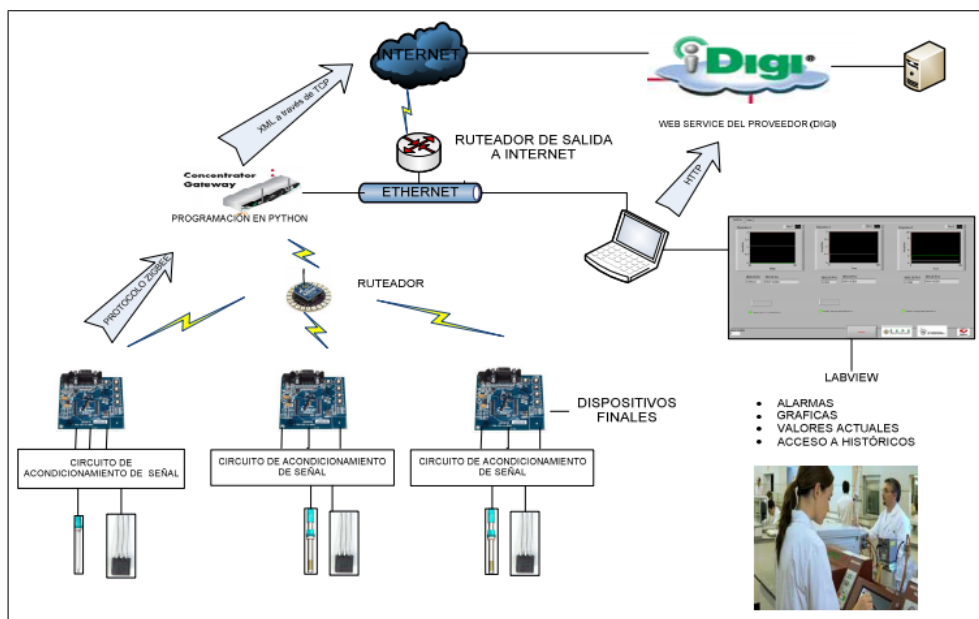 INTERNET
iDigi®
XML a través de TCP
RUTEADOR DE SALIDA
A INTERNET
WEB SERVICE DEL PROVEEDOR (DIGI)
Concentrator
Gateway
ETHERNET
HTTP
PROGRAMACIÓN EN PYTHON
PROTOCOLO ZIGBEE
RUTEADOR
LABVIEW
DISPOSITIVOS
FINALES
• ALARMAS
• GRAFICAS
• VALORES ACTUALES
• ACCESO A HISTÓRICOS
CIRCUITO DE
ACONDICIONAMIENTO DE SEÑAL
CIRCUITO DE ACONDICIONAMIENTO
DE SEÑAL
CIRCUITO DE ACONDICIONAMIENTO
DE SEÑAL